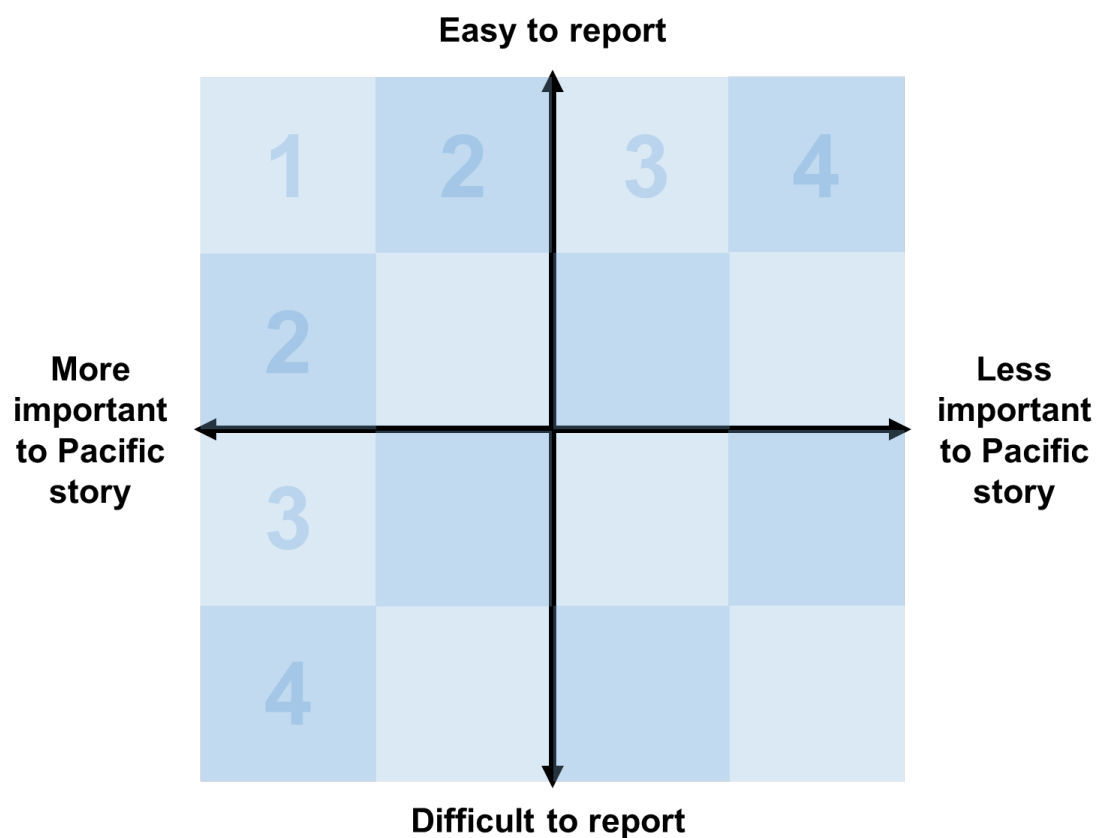 Easy to report
1 2 3 4
2
More
important
to Pacific
story
Less
important
to Pacific
story
3
4
Difficult to report